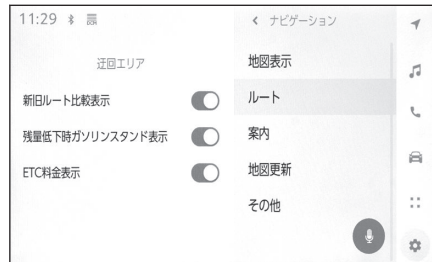 11:29
迂回エリア
新旧ルート比較表示
残量低下時ガソリンスタンド表示
ETC料金表示
ナビゲーション
地図表示
ルート
案内
地図更新
その他